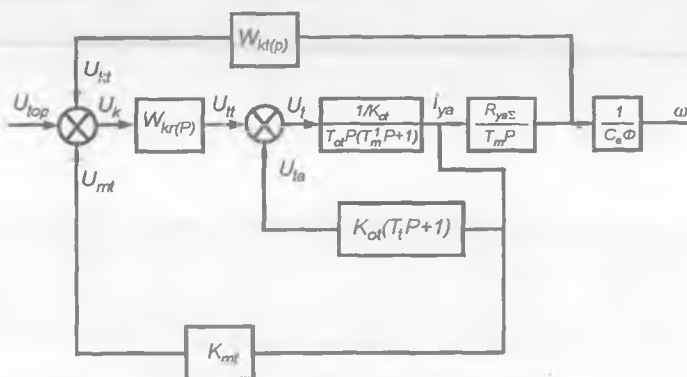 W_kt(p)
U_kt
U_top
U_k
W_kr(P)
U_tt
U_t
1/K_ot
T_ot P(T_m^1 P+1)
i_ya
R_yaΣ
T_m P
1
C_e Φ
ω
U_mt
U_ta
K_ot(T_t P+1)
K_mt